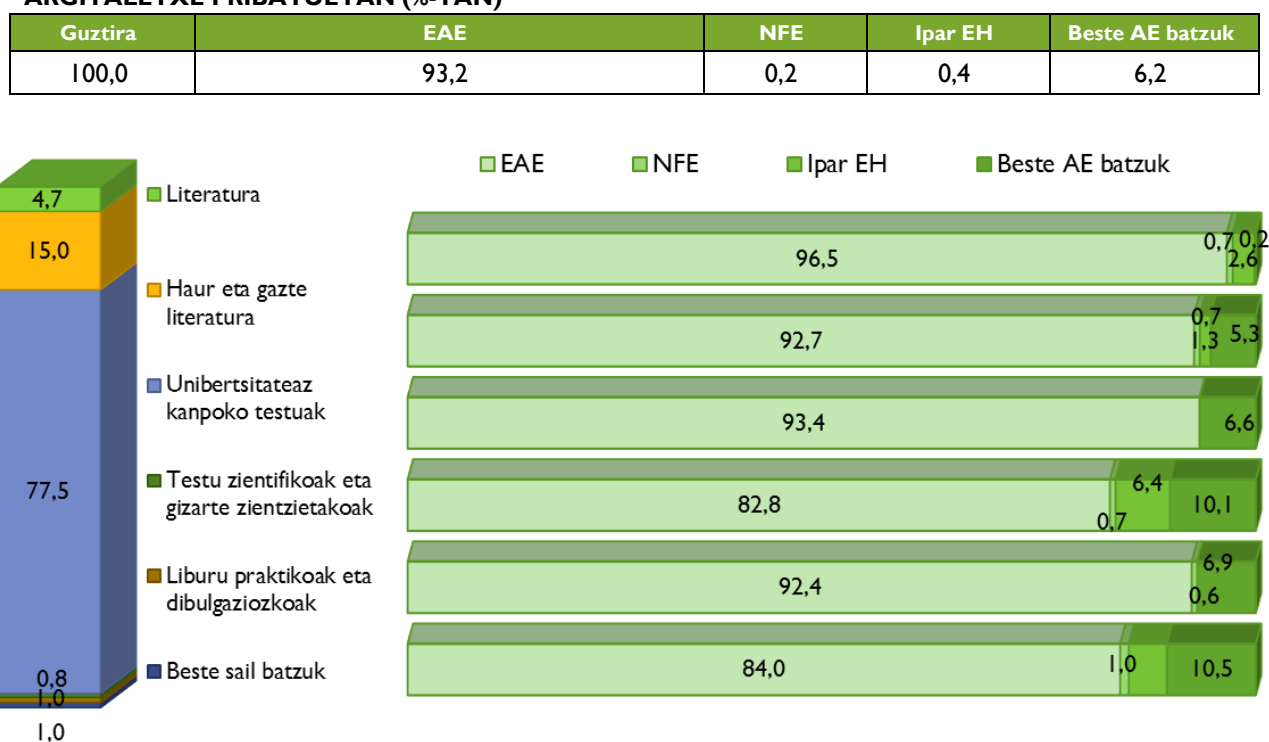 ARGITALETXE PRIBATUETAN (%-TAN)
Guztira EAE NFE Ipar EH Beste AE batzuk
100,0 93,2 0,2 0,4 6,2
EAE NFE Ipar EH Beste AE batzuk
4,7
15,0
77,5
0,8
1,0
1,0
Literatura
Haur eta gazte
literatura
Unibertsitateaz
kanpoko testuak
Testu zientifikoak eta
gizarte zientzietakoak
Liburu praktikoak eta
dibulgaziozkoak
Beste sail batzuk
96,5 0,7 2,6 0,2
92,7 1,3 0,7 5,3
93,4 6,6
82,8 0,7 6,4 10,1
92,4 0,6 6,9
84,0 1,0 10,5